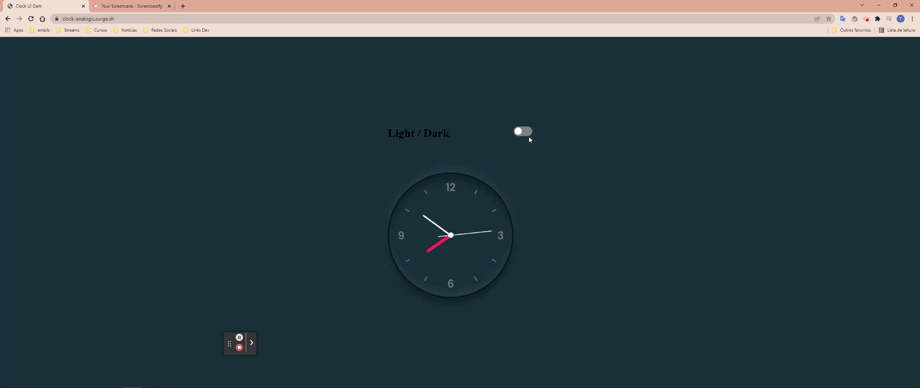 Clock UI Dark
Your Screencasts - Screencastify
clock-analogic.surge.sh
Apps emails Streams Cursos Notícias Redes Sociais Linto Dev Outros favoritos Lista de leitura
Light / Dark
12
9 3
6